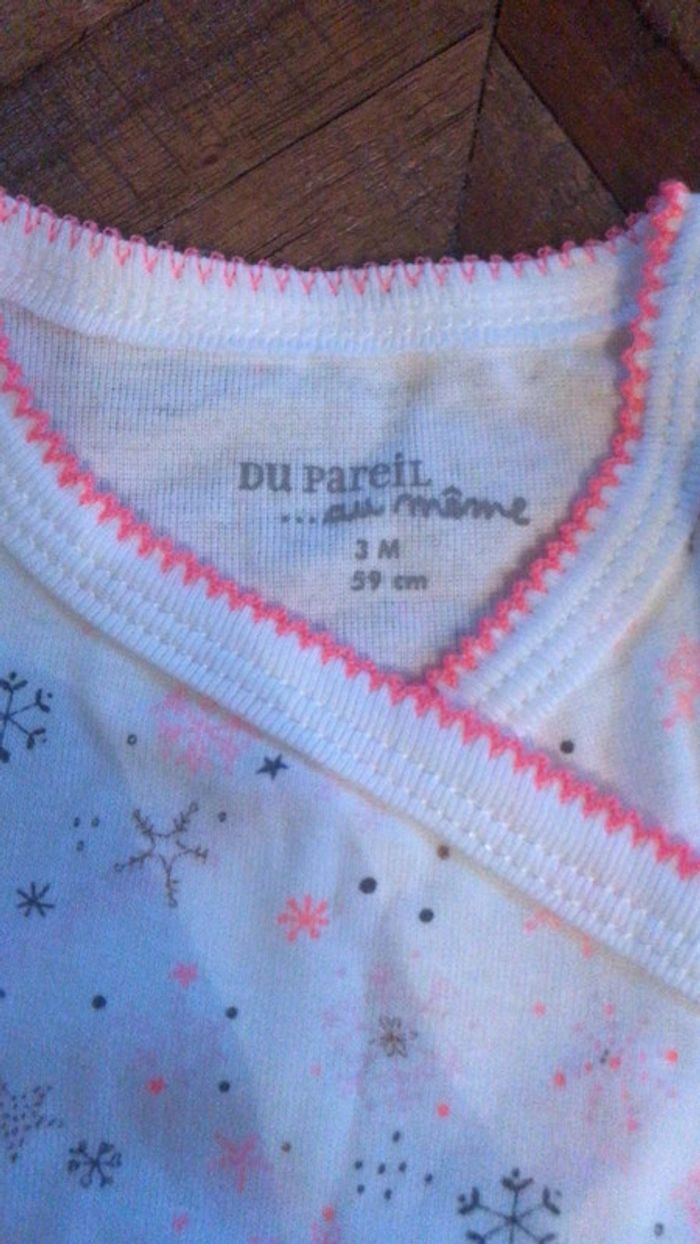 DU PareiL
...au même
3 M
59 cm